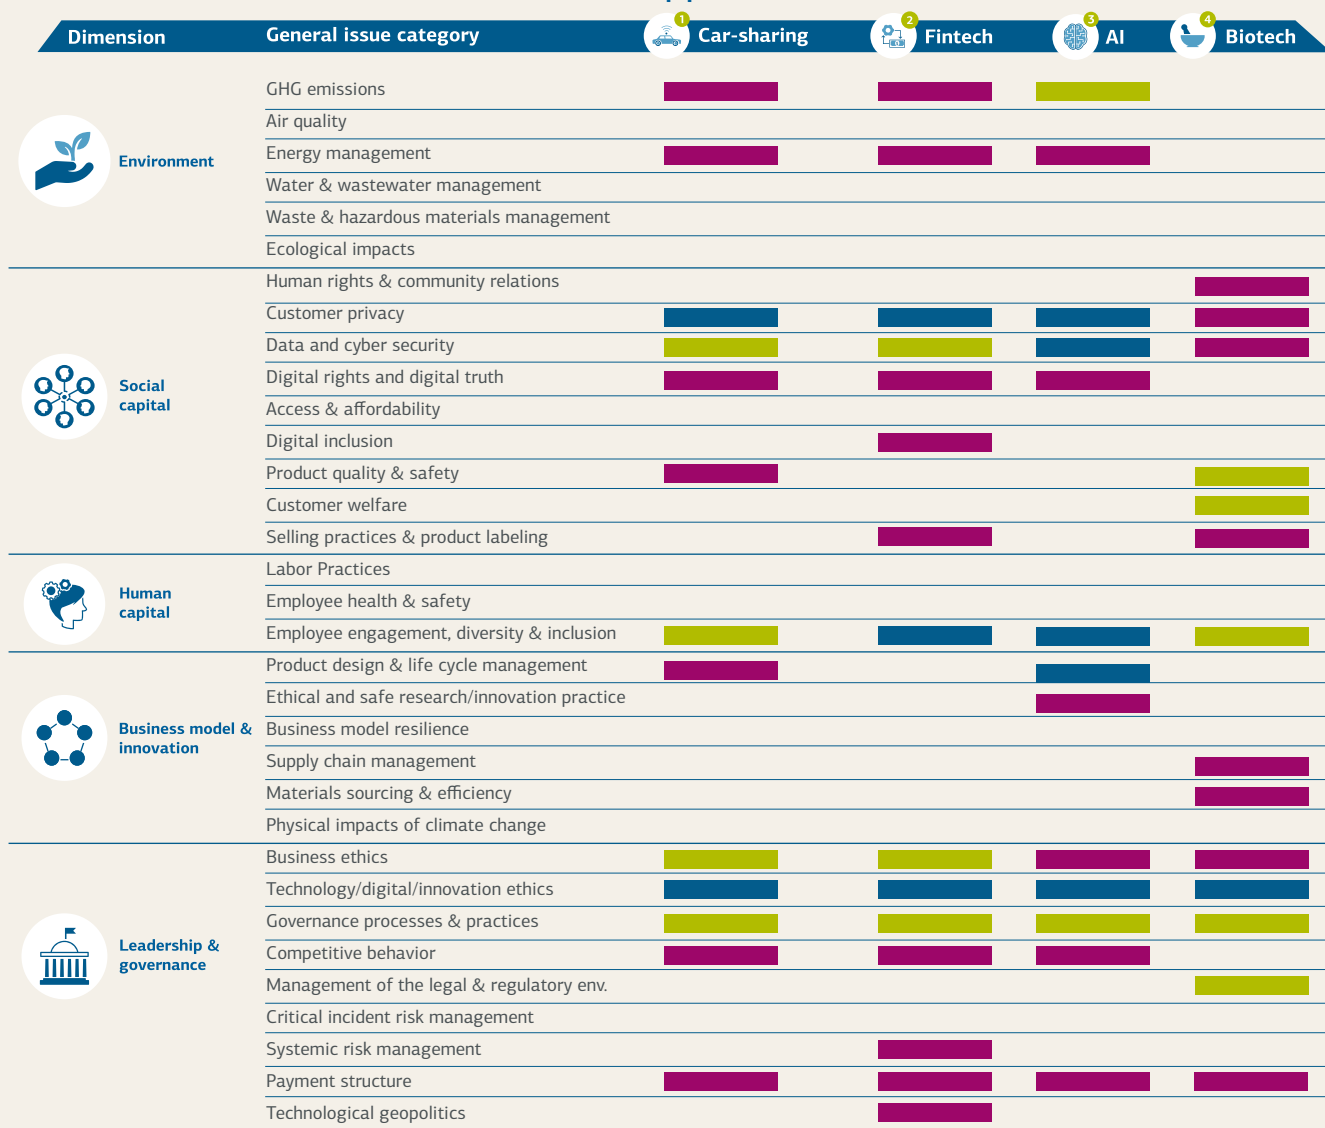 Dimension
General issue category
1
Car-sharing
2
Fintech
3
AI
4
Biotech
Environment
GHG emissions
Air quality
Energy management
Water & wastewater management
Waste & hazardous materials management
Ecological impacts
Social
capital
Human rights & community relations
Customer privacy
Data and cyber security
Digital rights and digital truth
Access & affordability
Digital inclusion
Product quality & safety
Customer welfare
Selling practices & product labeling
Human
capital
Labor Practices
Employee health & safety
Employee engagement, diversity & inclusion
Business model &
innovation
Product design & life cycle management
Ethical and safe research/innovation practice
Business model resilience
Supply chain management
Materials sourcing & efficiency
Physical impacts of climate change
Leadership &
governance
Business ethics
Technology/digital/innovation ethics
Governance processes & practices
Competitive behavior
Management of the legal & regulatory env.
Critical incident risk management
Systemic risk management
Payment structure
Technological geopolitics